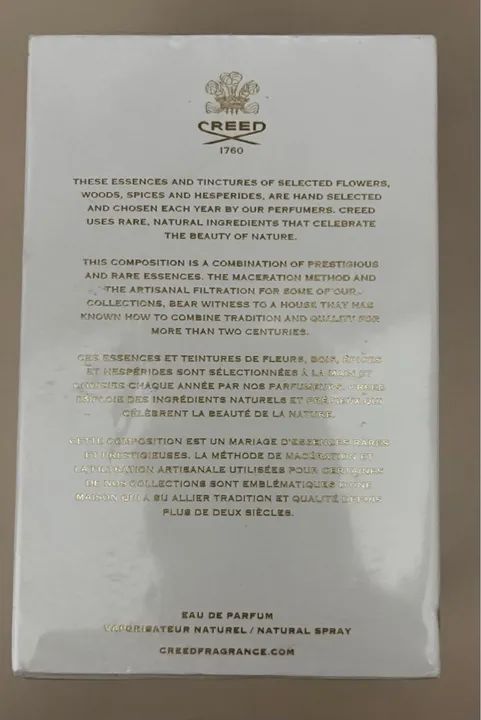 CREED
1760
THESE ESSENCES AND TINCTURES OF SELECTED FLOWERS,
WOODS, SPICES AND HESPERIDES, ARE HAND SELECTED
AND CHOSEN EACH YEAR BY OUR PERFUMERS. CREED
USES RARE, NATURAL INGREDIENTS THAT CELEBRATE
THE BEAUTY OF NATURE.
THIS COMPOSITION IS A COMBINATION OF PRESTIGIOUS
AND RARE ESSENCES. THE MACERATION METHOD AND
THE ARTISANAL FILTRATION FOR SOME OF OUR
COLLECTIONS, BEAR WITNESS TO A HOUSE THAT HAS
KNOWN HOW TO COMBINE TRADITION AND QUALITY FOR
MORE THAN TWO CENTURIES.
CES ESSENCES ET TEINTURES DE FLEURS, BOIS, ÉPICES
ET HESPÉRIDES SONT SÉLECTIONNÉES À LA MAIN ET
CHOISIES CHAQUE ANNÉE PAR NOS PARFUMEURS. CREED
EMPLOIE DES INGRÉDIENTS NATURELS ET PRÉCIEUX QUI
CÉLÈBRENT LA BEAUTÉ DE LA NATURE.
CETTE COMPOSITION EST UN MARIAGE D'ESSENCES RARES
ET PRESTIGIEUSES. LA MÉTHODE DE MACÉRATION ET
LA FILTRATION ARTISANALE UTILISÉES POUR CERTAINES
DE NOS COLLECTIONS SONT EMBLÉMATIQUES D'UNE
MAISON QUI A SU ALLIER TRADITION ET QUALITÉ DEPUIS
PLUS DE DEUX SIÈCLES.
EAU DE PARFUM
VAPORISATEUR NATUREL / NATURAL SPRAY
CREEDFRAGRANCE.COM